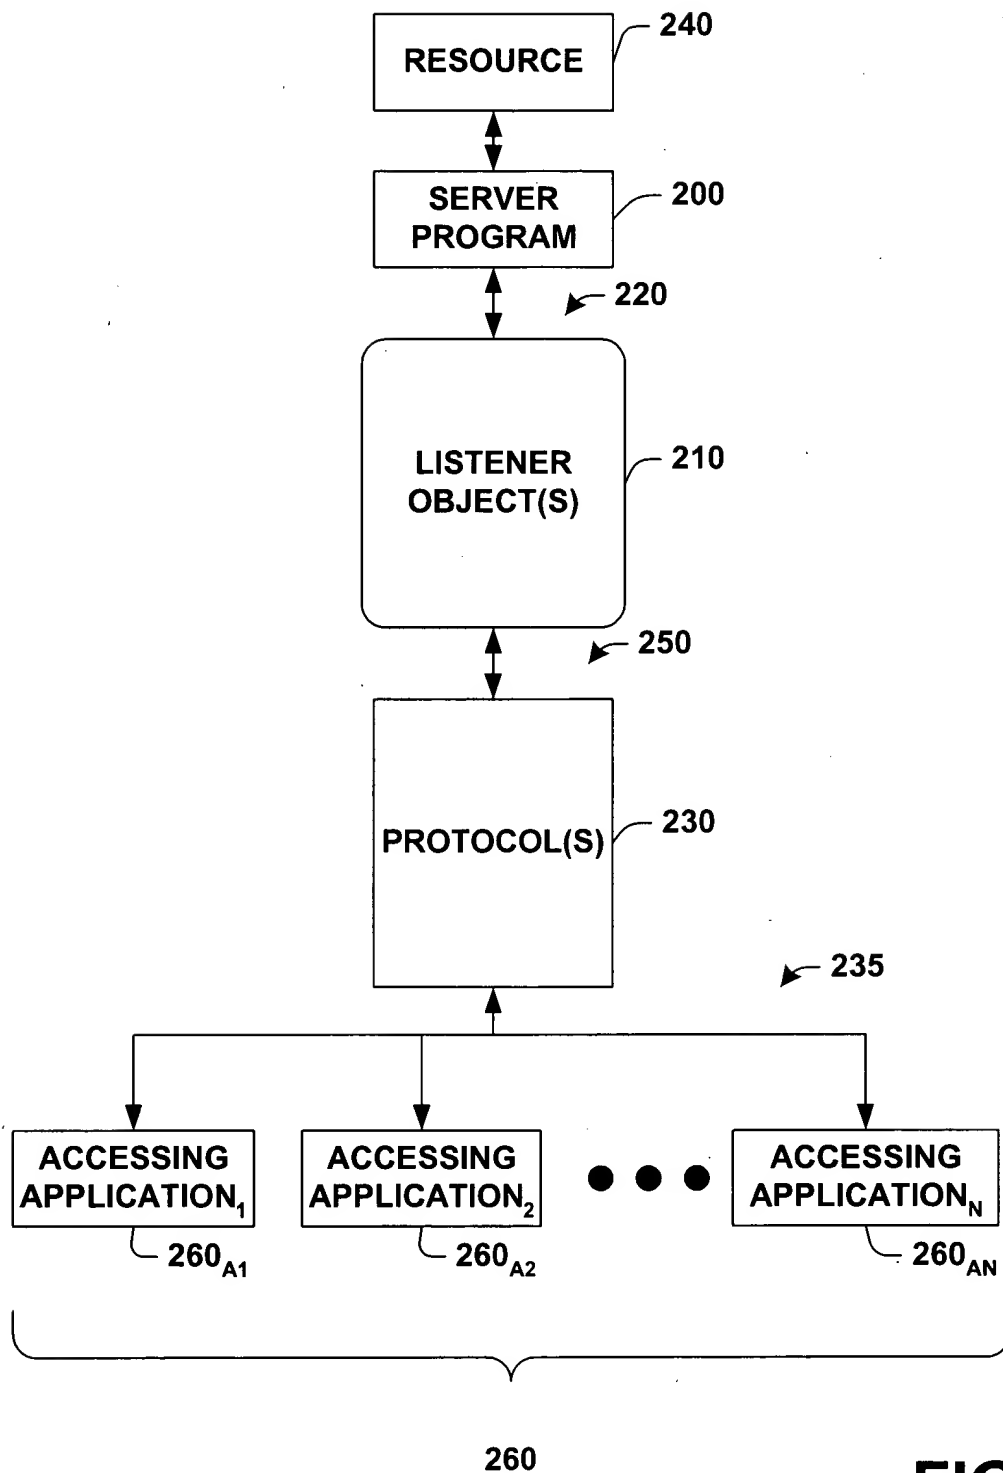 240
RESOURCE
200
SERVER
PROGRAM
220
LISTENER
OBJECT(S)
210
250
PROTOCOL(S)
230
235
ACCESSING
APPLICATION1
ACCESSING
APPLICATION2
ACCESSING
APPLICATIONN
260A1
260A2
260AN
260
FIG